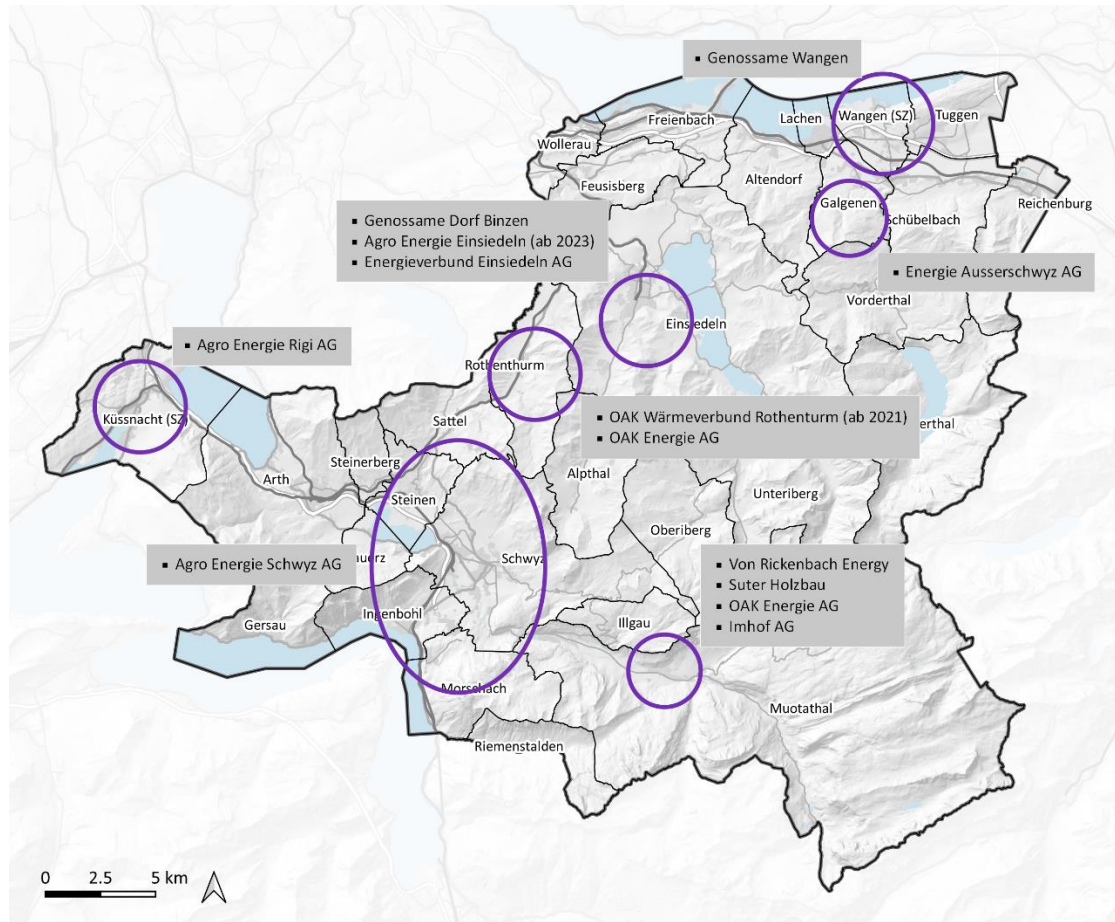 ▪ Genossame Wangen
Lachen
Wangen (SZ)
Tuggen
Freienbach
Wollerau
Feusisberg
Altendorf
Galgenen
Schübelbach
Reichenburg
▪ Genossame Dorf Binzen
▪ Agro Energie Einsiedeln (ab 2023)
▪ Energieverbund Einsiedeln AG
▪ Energie Ausserschwyz AG
Vorderthal
Einsiedeln
▪ Agro Energie Rigi AG
Rothenthurm
Küssnacht (SZ)
▪ OAK Wärmeverbund Rothenturm (ab 2021)
▪ OAK Energie AG
erthal
Sattel
Steinerberg
Arth
Alpthal
Steinen
Unteriberg
Oberiberg
▪ Agro Energie Schwyz AG
uerz
Schwyz
▪ Von Rickenbach Energy
▪ Suter Holzbau
▪ OAK Energie AG
▪ Imhof AG
Ingenbohl
Gersau
Illgau
Morschach
Muotathal
Riemenstalden
0 2.5 5 km